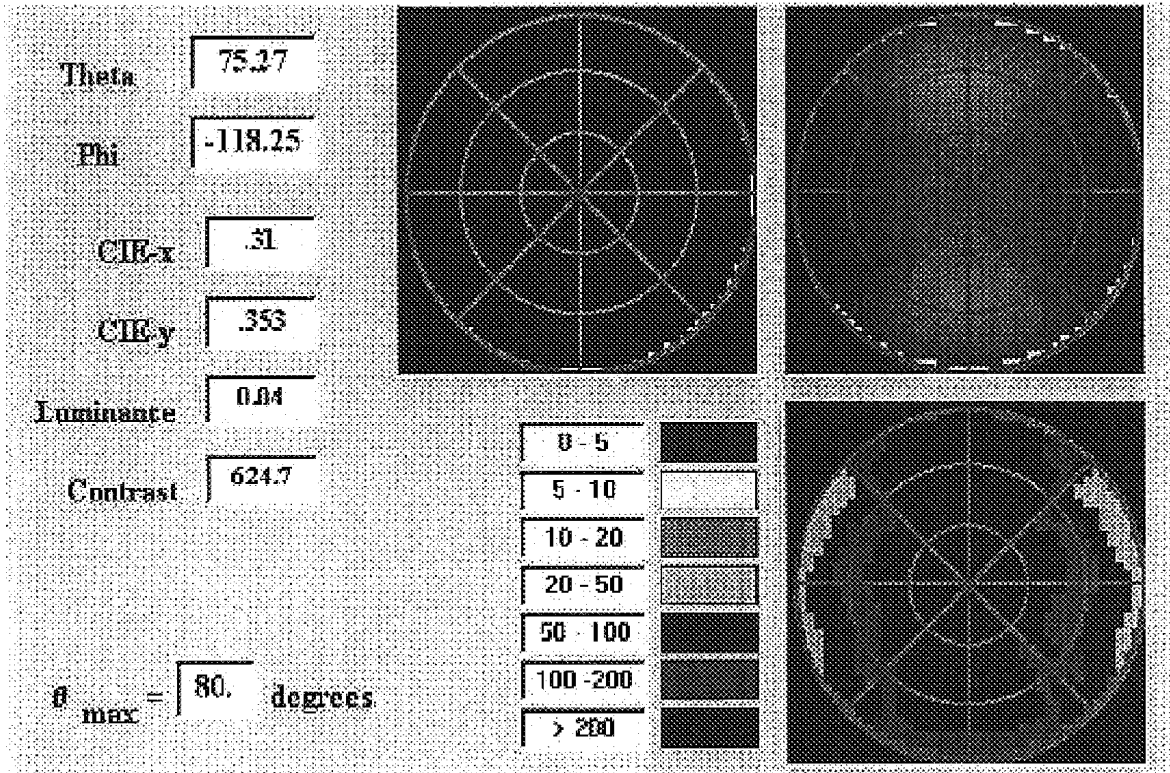 Theta 75.27
Phi -118.25
CIE-x .31
CIE-y .353
Luminance 0.04
Contrast 624.7
0 - 5
5 - 10
10 - 20
20 - 50
50 - 100
100 -200
> 200
θ max = 80. degrees